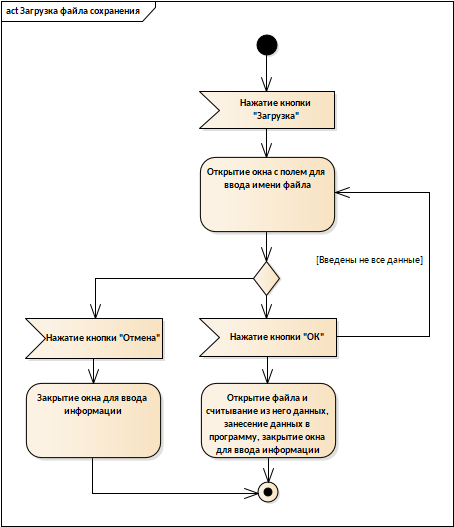 act Загрузка файла сохранения
Нажатие кнопки
"Загрузка"
Открытие окна с полем для
ввода имени файла
[Введены не все данные]
Нажатие кнопки "Отмена"
Нажатие кнопки "ОК"
Закрытие окна для ввода
информации
Открытие файла и
считывание из него данных,
занесение данных в
программу, закрытие окна
для ввода информации